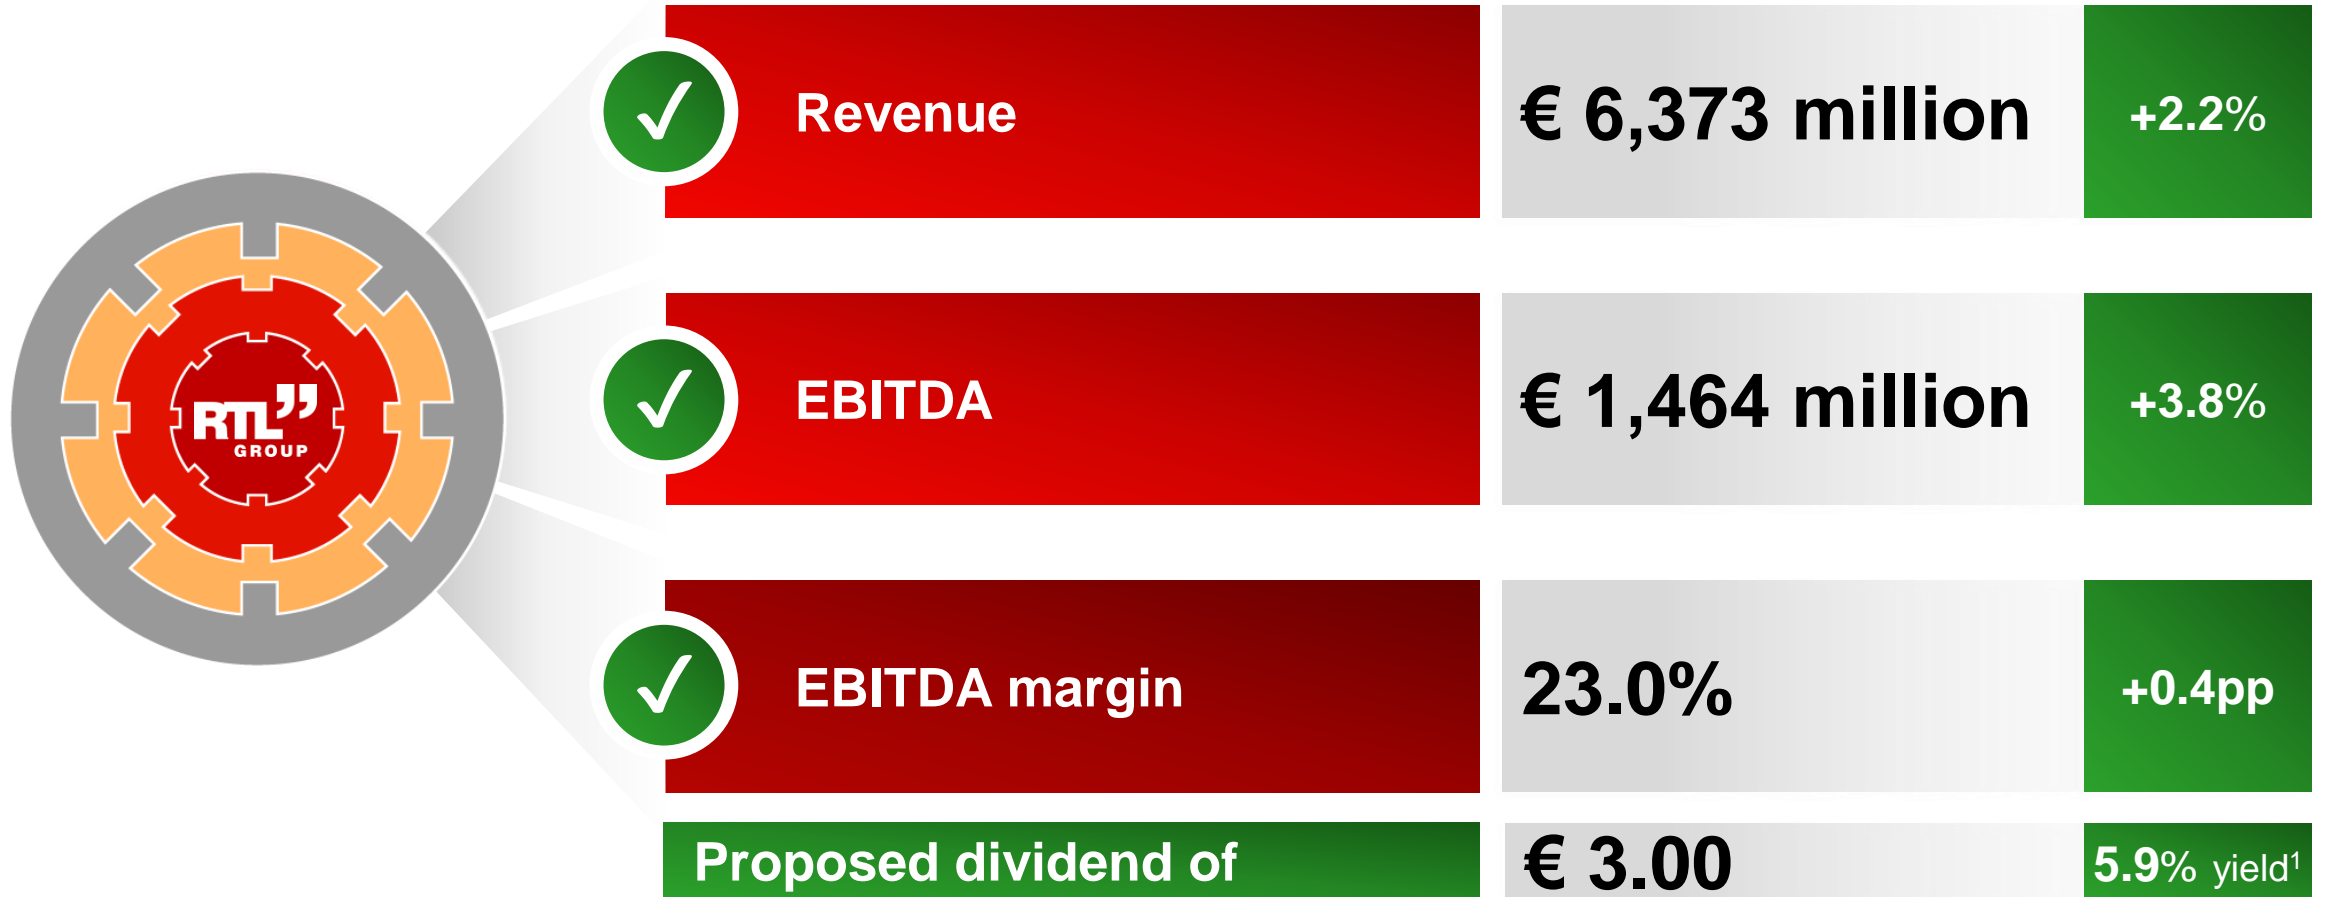 RTL
GROUP
Revenue € 6,373 million +2.2%
EBITDA € 1,464 million +3.8%
EBITDA margin 23.0% +0.4pp
Proposed dividend of € 3.00 5.9% yield¹